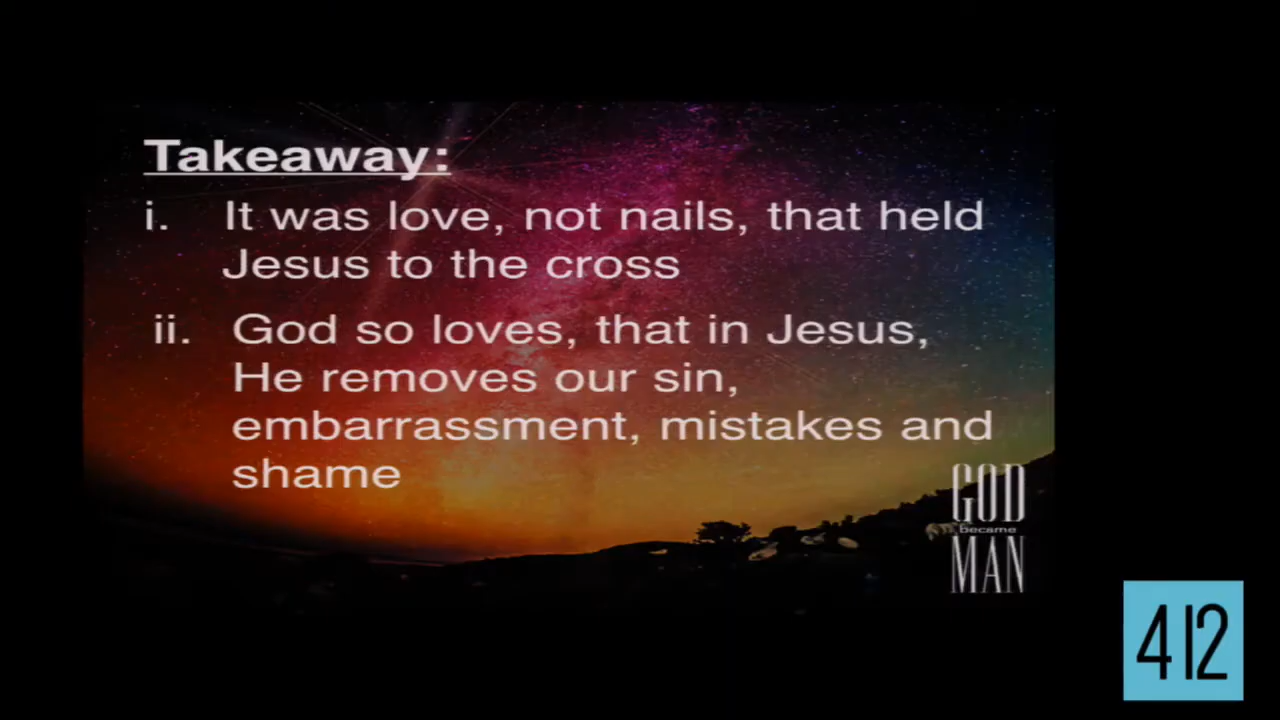 Takeaway:
i. It was love, not nails, that held
Jesus to the cross
ii. God so loves, that in Jesus,
He removes our sin,
embarrassment, mistakes and
shame
GOD
became
MAN
412